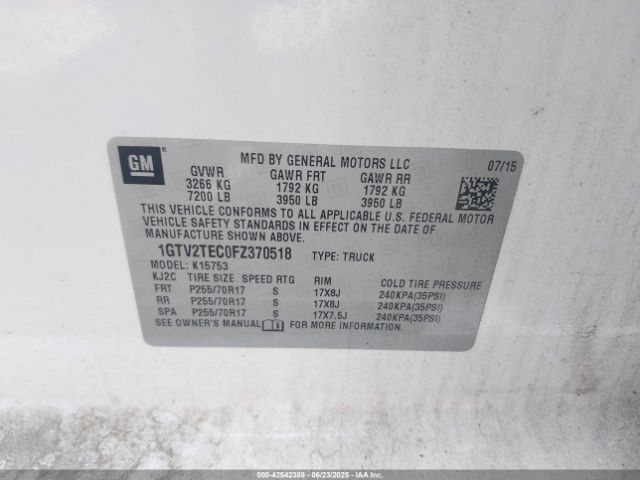 GM
MFD BY GENERAL MOTORS LLC 07/15
GVWR GAWR FRT GAWR RR
3266 KG 1792 KG 1792 KG
7200 LB 3950 LB 3950 LB
THIS VEHICLE CONFORMS TO ALL APPLICABLE U.S. FEDERAL MOTOR
VEHICLE SAFETY STANDARDS IN EFFECT ON THE DATE OF
MANUFACTURE SHOWN ABOVE.
1GTV2TEC0FZ370518 TYPE: TRUCK
MODEL: K15753
KJ2C TIRE SIZE SPEED RTG RIM COLD TIRE PRESSURE
FRT P255/70R17 S 17X8J 240KPA(35PSI)
RR P255/70R17 S 17X8J 240KPA(35PSI)
SPA P255/70R17 S 17X7.5J 240KPA(35PSI)
SEE OWNER'S MANUAL FOR MORE INFORMATION.
000-42542388 - 06/23/2025 - IAAI.COM